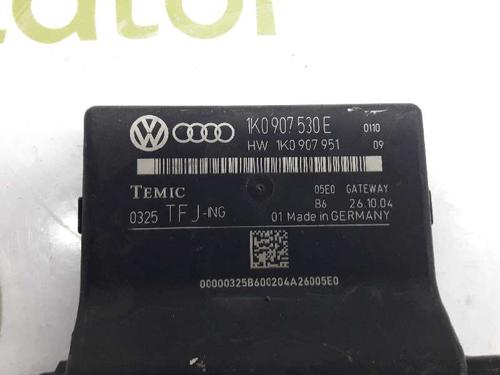 1K0 907 530 E 0110
HW 1K0 907 951 09
TEMIC 05E0 GATEWAY
B6 26.10.04
0325 TFJ-ING 01 Made in GERMANY
00000325B600204A26005E0